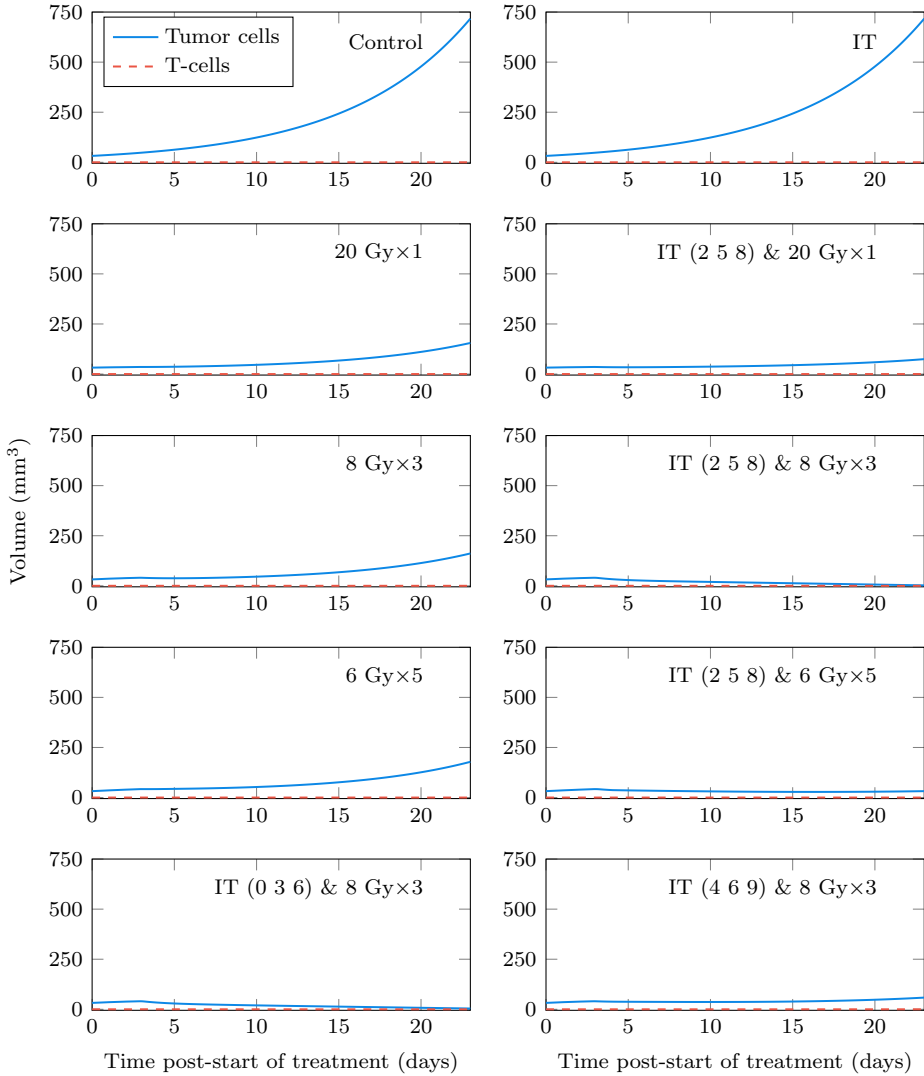 750
500
250
0
0 5 10 15 20
Tumor cells
T-cells
Control
750
500
250
0
0 5 10 15 20
IT
750
500
250
0
0 5 10 15 20
20 Gy×1
750
500
250
0
0 5 10 15 20
IT (2 5 8) & 20 Gy×1
Volume (mm³)
750
500
250
0
0 5 10 15 20
8 Gy×3
750
500
250
0
0 5 10 15 20
IT (2 5 8) & 8 Gy×3
750
500
250
0
0 5 10 15 20
6 Gy×5
750
500
250
0
0 5 10 15 20
IT (2 5 8) & 6 Gy×5
750
500
250
0
0 5 10 15 20
IT (0 3 6) & 8 Gy×3
Time post-start of treatment (days)
750
500
250
0
0 5 10 15 20
IT (4 6 9) & 8 Gy×3
Time post-start of treatment (days)